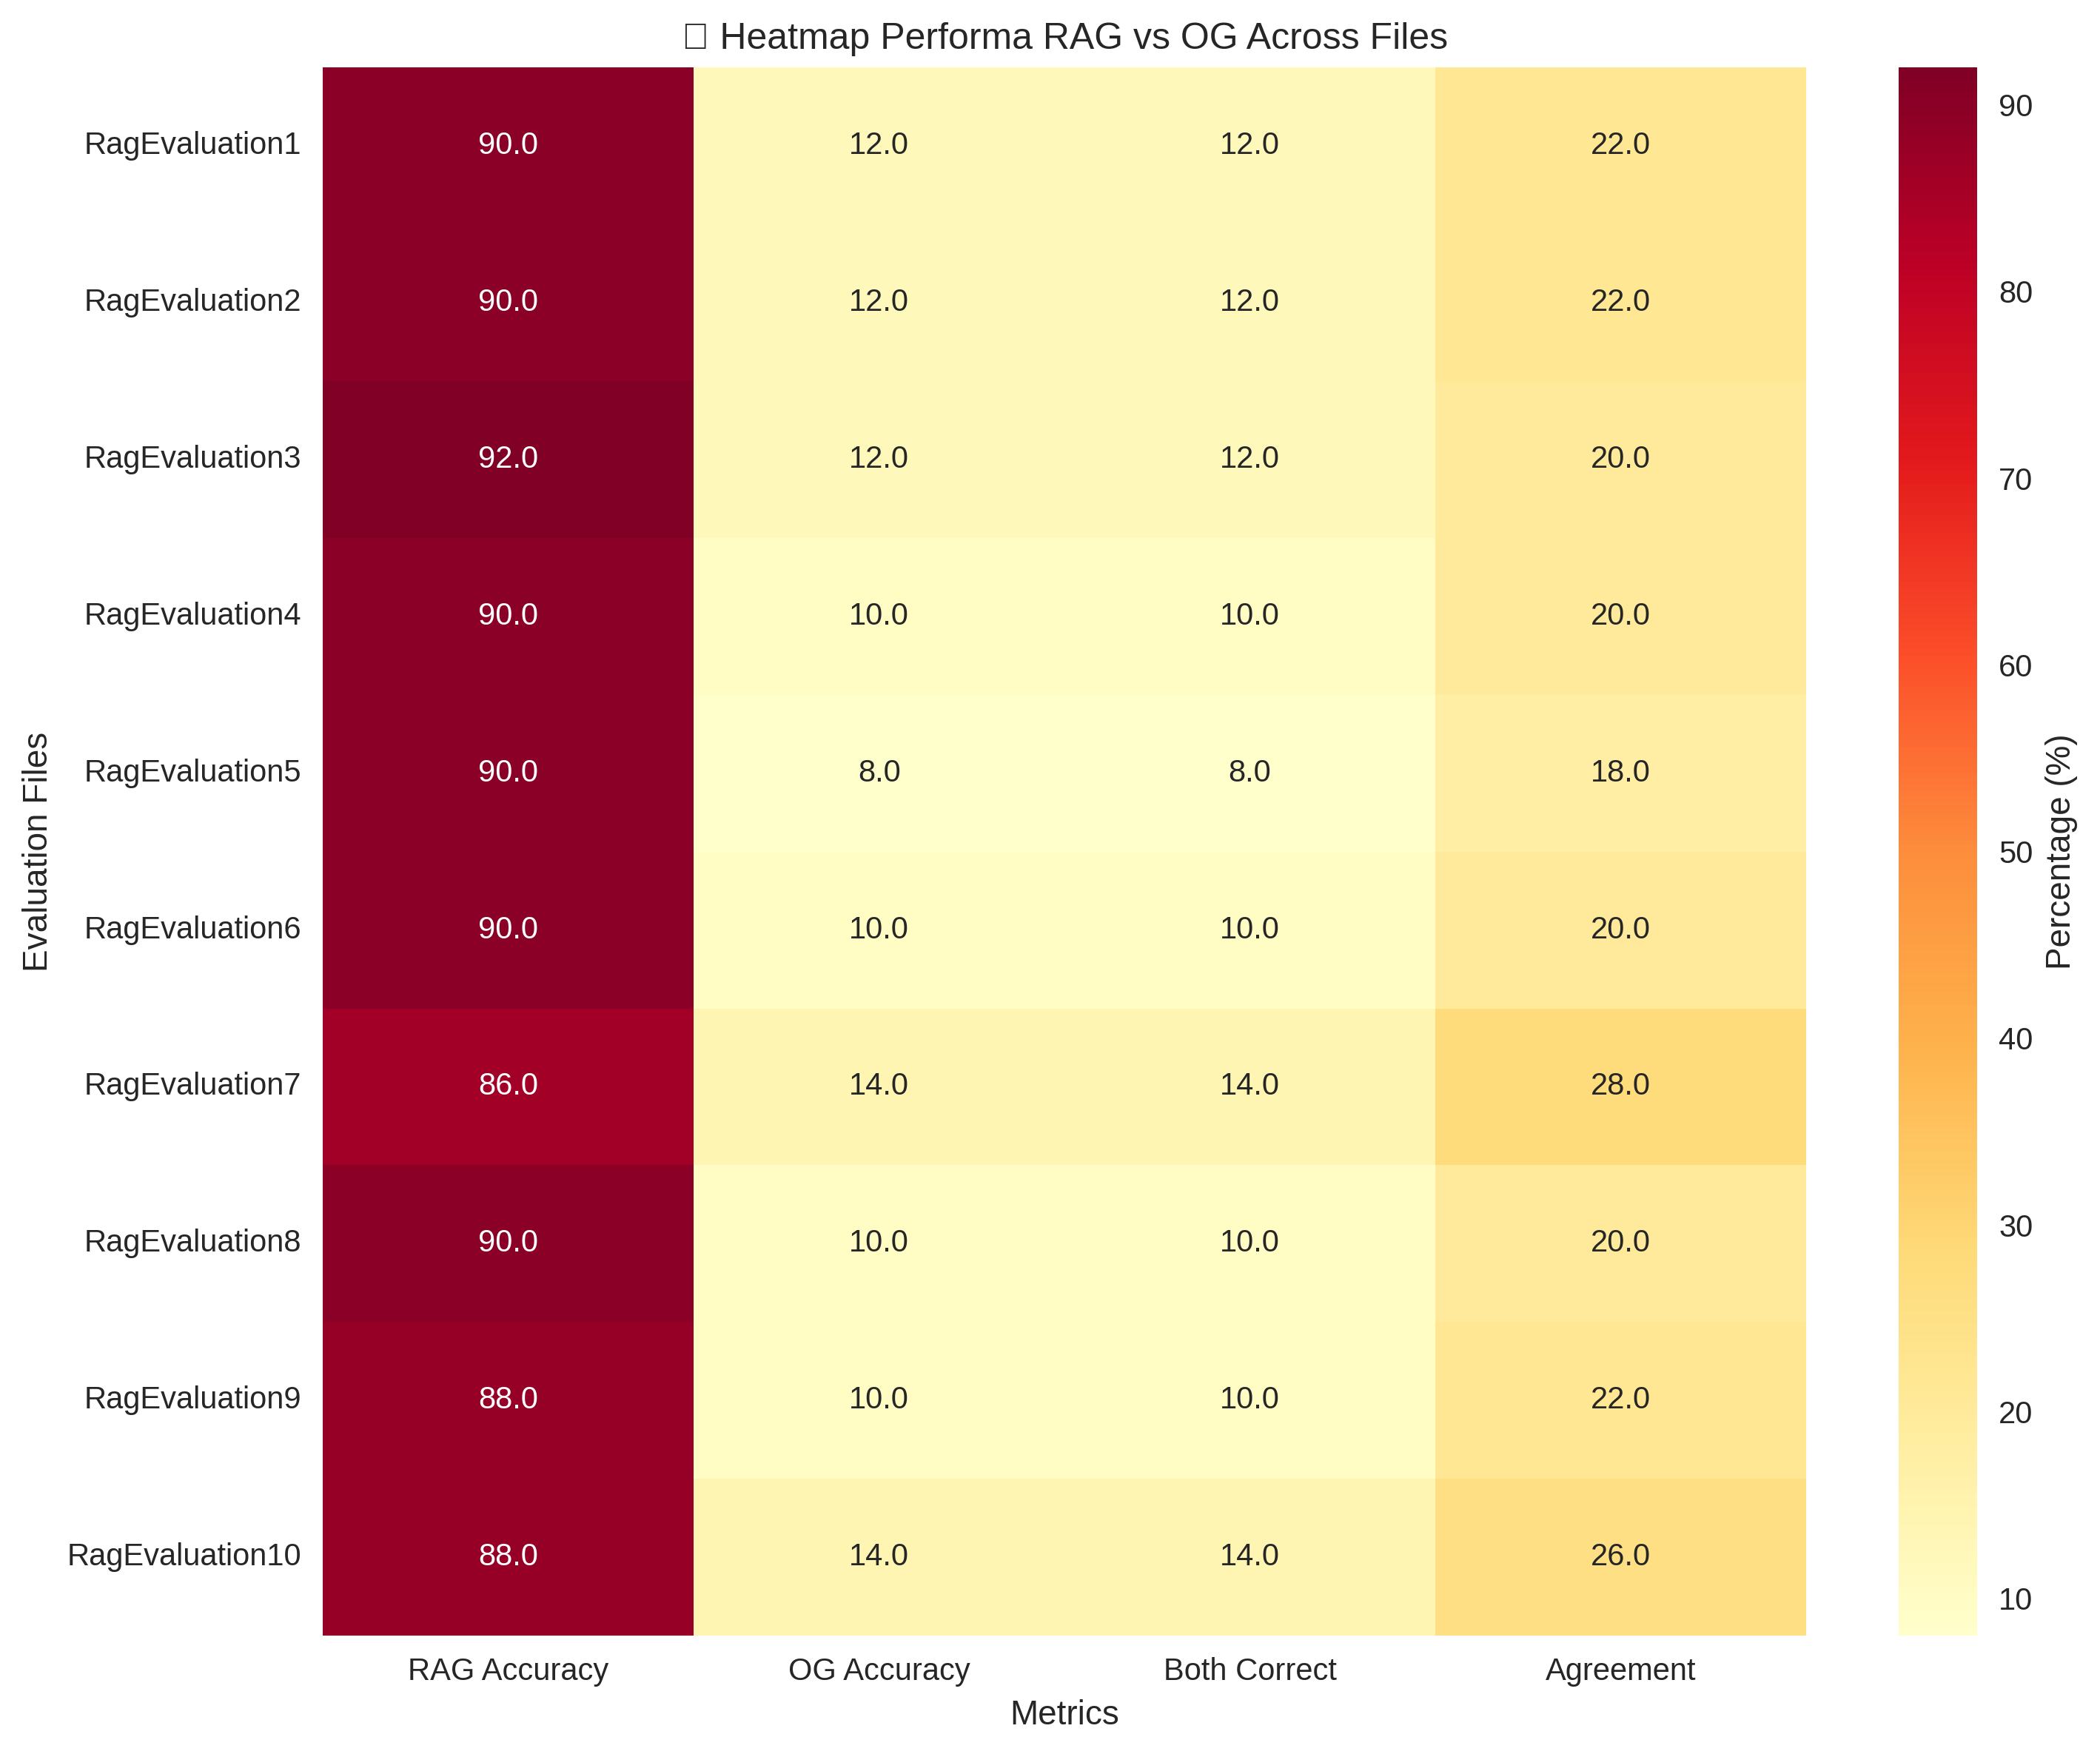 Heatmap Performa RAG vs OG Across Files
RagEvaluation1 90.0 12.0 12.0 22.0
RagEvaluation2 90.0 12.0 12.0 22.0
RagEvaluation3 92.0 12.0 12.0 20.0
RagEvaluation4 90.0 10.0 10.0 20.0
RagEvaluation5 90.0 8.0 8.0 18.0
RagEvaluation6 90.0 10.0 10.0 20.0
RagEvaluation7 86.0 14.0 14.0 28.0
RagEvaluation8 90.0 10.0 10.0 20.0
RagEvaluation9 88.0 10.0 10.0 22.0
RagEvaluation10 88.0 14.0 14.0 26.0
RAG Accuracy OG Accuracy Both Correct Agreement
Metrics
Evaluation Files
90
80
70
60
50
40
30
20
10
Percentage (%)